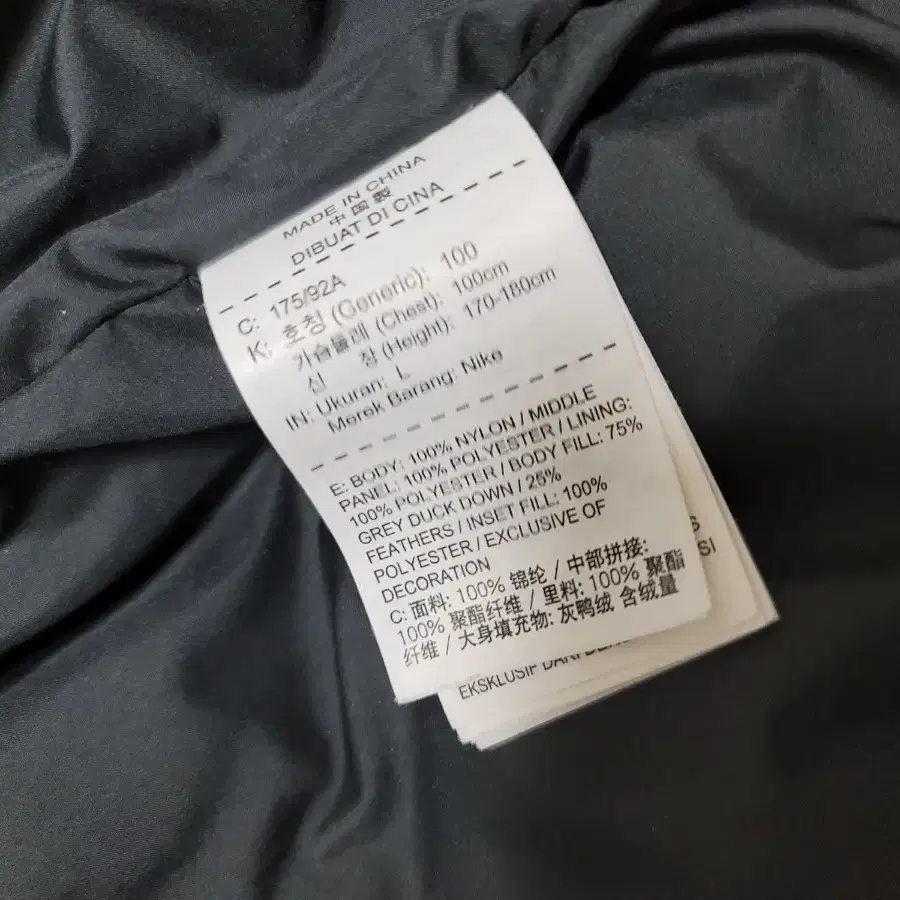 MADE IN CHINA
中国製
DIBUAT DI CINA
C: 175/92A
K: 호칭 (Generic): 100
가슴둘레 (Chest): 100cm
신 장 (Height): 170-180cm
IN: Ukuran: L
Merek Barang: Nike
E: BODY: 100% NYLON / MIDDLE
PANEL: 100% POLYESTER / LINING:
100% POLYESTER / BODY FILL: 75%
GREY DUCK DOWN / 25%
FEATHERS / INSET FILL: 100%
POLYESTER / EXCLUSIVE OF
DECORATION
C: 面料: 100% 锦纶 / 中部拼接:
100% 聚酯纤维 / 里料: 100% 聚酯
纤维 / 大身填充物: 灰鸭绒 含绒量
S
SI
EKSKLUSIF DARI